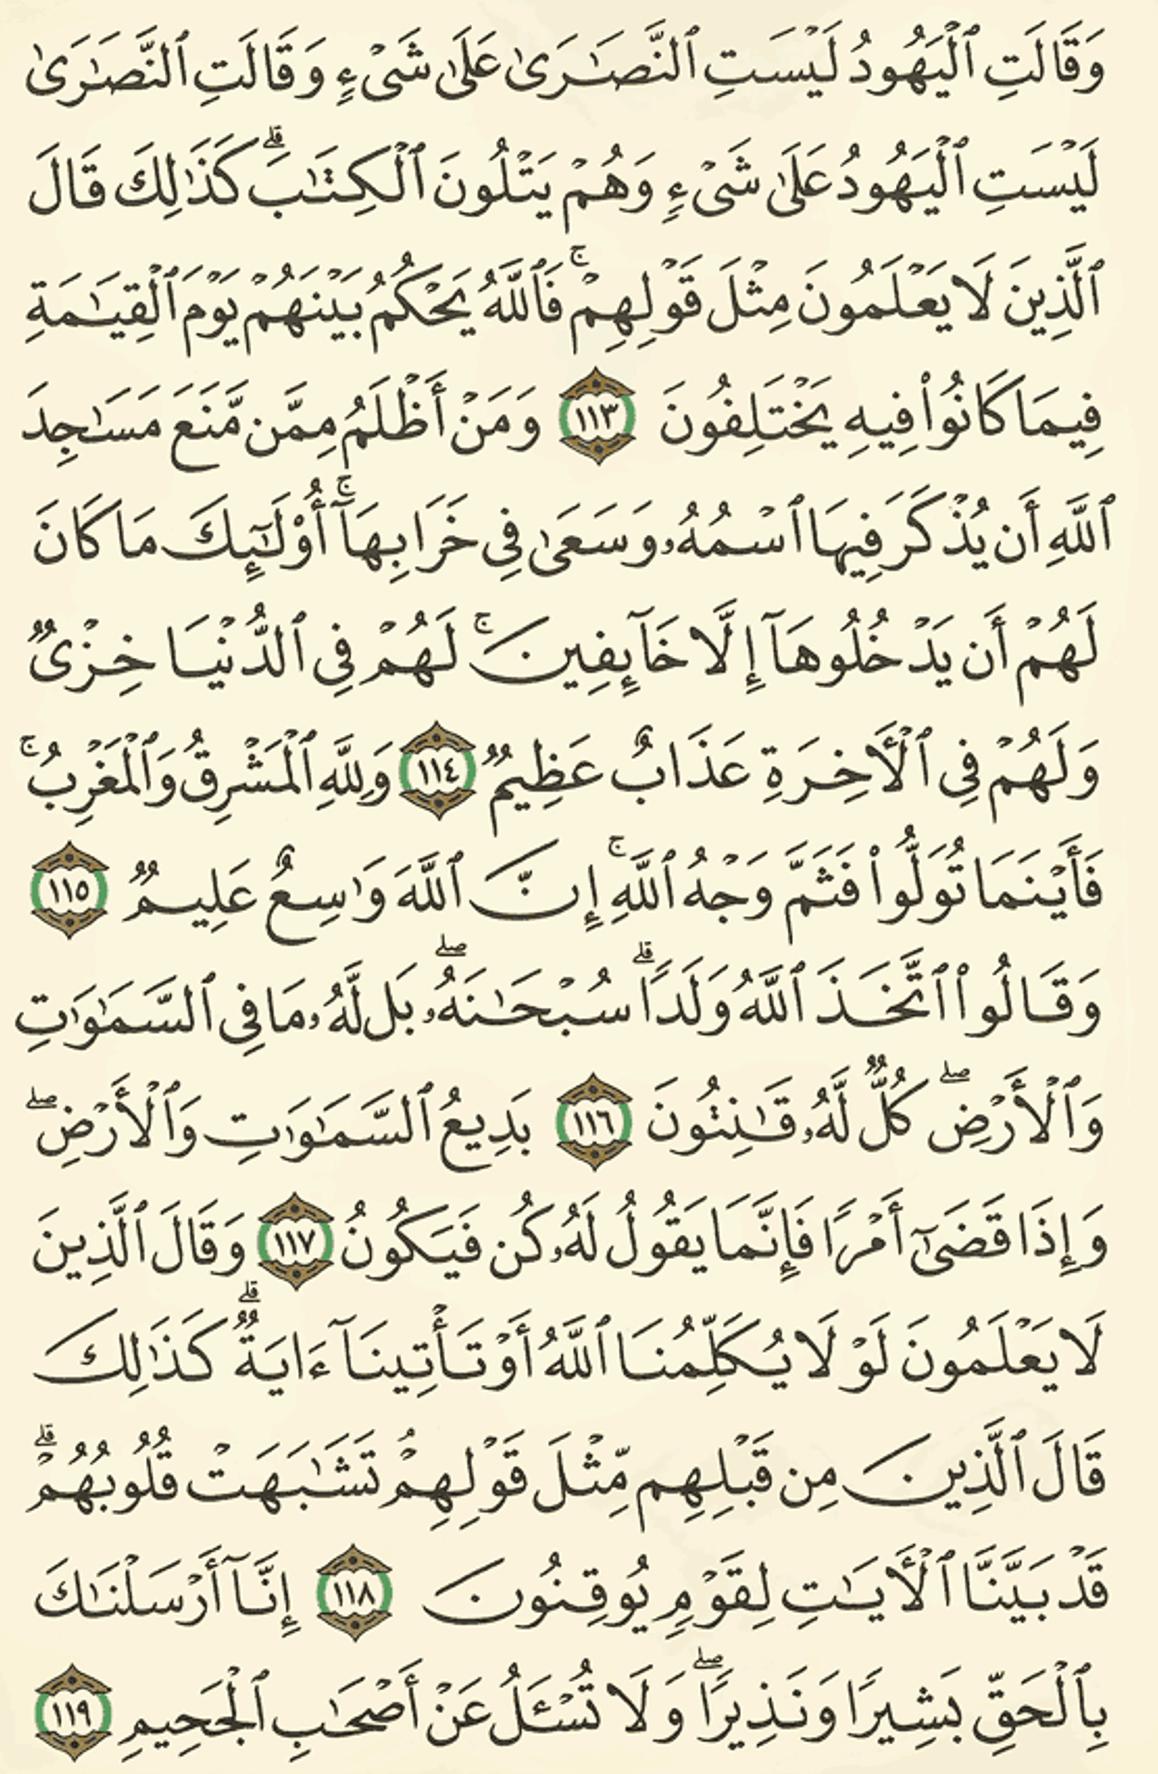 وَقَالَتِ ٱلْيَهُودُ لَيْسَتِ ٱلنَّصَٰرَىٰ عَلَىٰ شَىْءٍ وَقَالَتِ ٱلنَّصَٰرَىٰ
لَيْسَتِ ٱلْيَهُودُ عَلَىٰ شَىْءٍ وَهُمْ يَتْلُونَ ٱلْكِتَٰبَ ۗ كَذَٰلِكَ قَالَ
ٱلَّذِينَ لَا يَعْلَمُونَ مِثْلَ قَوْلِهِمْ ۚ فَٱللَّهُ يَحْكُمُ بَيْنَهُمْ يَوْمَ ٱلْقِيَٰمَةِ
فِيمَا كَانُوا۟ فِيهِ يَخْتَلِفُونَ ١١٣ وَمَنْ أَظْلَمُ مِمَّن مَّنَعَ مَسَٰجِدَ
ٱللَّهِ أَن يُذْكَرَ فِيهَا ٱسْمُهُۥ وَسَعَىٰ فِى خَرَابِهَآ ۚ أُو۟لَٰٓئِكَ مَا كَانَ
لَهُمْ أَن يَدْخُلُوهَآ إِلَّا خَآئِفِينَ ۚ لَهُمْ فِى ٱلدُّنْيَا خِزْىٌ
وَلَهُمْ فِى ٱلْءَاخِرَةِ عَذَابٌ عَظِيمٌ ١١٤ وَلِلَّهِ ٱلْمَشْرِقُ وَٱلْمَغْرِبُ ۚ
فَأَيْنَمَا تُوَلُّوا۟ فَثَمَّ وَجْهُ ٱللَّهِ ۚ إِنَّ ٱللَّهَ وَٰسِعٌ عَلِيمٌ ١١٥
وَقَالُوا۟ ٱتَّخَذَ ٱللَّهُ وَلَدًا ۗ سُبْحَٰنَهُۥ ۖ بَل لَّهُۥ مَا فِى ٱلسَّمَٰوَٰتِ
وَٱلْأَرْضِ ۖ كُلٌّ لَّهُۥ قَٰنِتُونَ ١١٦ بَدِيعُ ٱلسَّمَٰوَٰتِ وَٱلْأَرْضِ ۖ
وَإِذَا قَضَىٰٓ أَمْرًا فَإِنَّمَا يَقُولُ لَهُۥ كُن فَيَكُونُ ١١٧ وَقَالَ ٱلَّذِينَ
لَا يَعْلَمُونَ لَوْلَا يُكَلِّمُنَا ٱللَّهُ أَوْ تَأْتِينَآ ءَايَةٌ ۗ كَذَٰلِكَ
قَالَ ٱلَّذِينَ مِن قَبْلِهِم مِّثْلَ قَوْلِهِمْ تَشَٰبَهَتْ قُلُوبُهُمْ ۗ
قَدْ بَيَّنَّا ٱلْءَايَٰتِ لِقَوْمٍ يُوقِنُونَ ١١٨ إِنَّآ أَرْسَلْنَٰكَ
بِٱلْحَقِّ بَشِيرًا وَنَذِيرًا ۖ وَلَا تُسْـَٔلُ عَنْ أَصْحَٰبِ ٱلْجَحِيمِ ١١٩